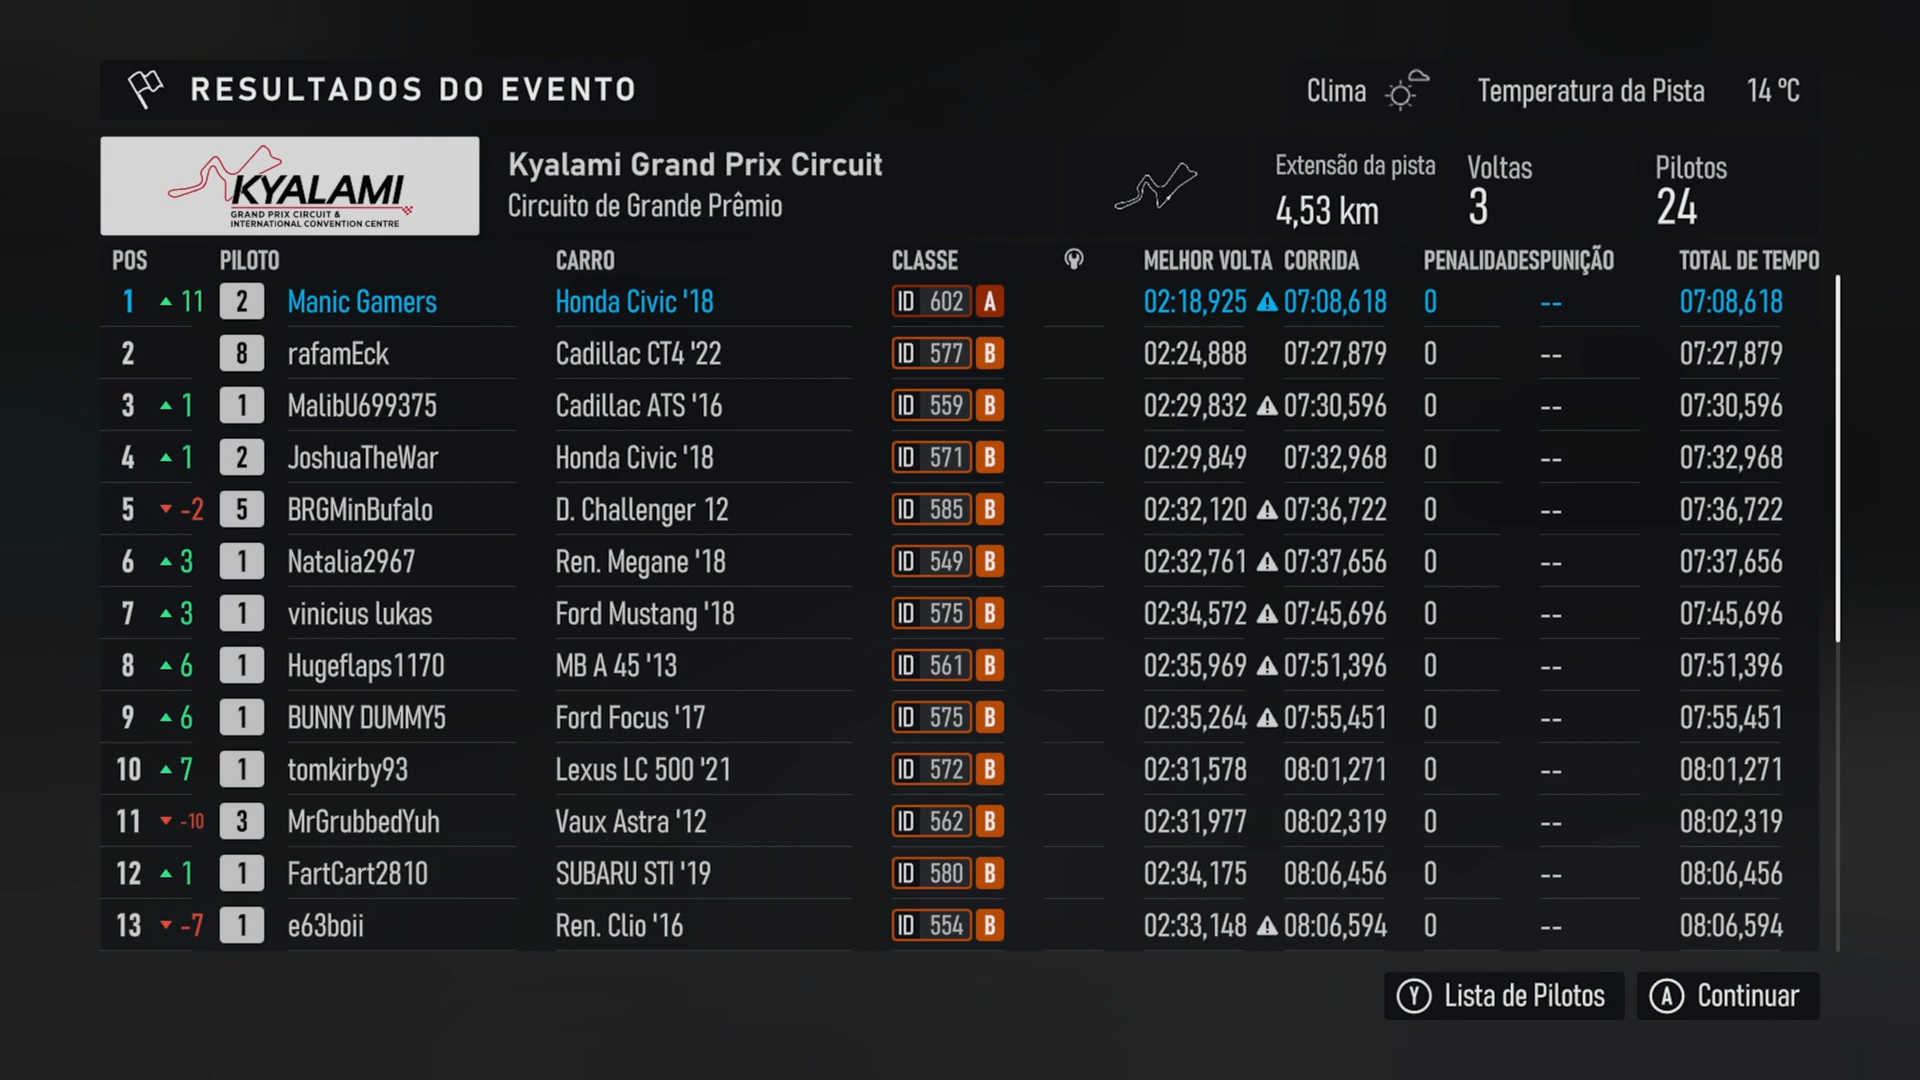 RESULTADOS DO EVENTO
Clima Temperatura da Pista 14 ºC
KYALAMI
GRAND PRIX CIRCUIT &
INTERNATIONAL CONVENTION CENTRE
Kyalami Grand Prix Circuit
Circuito de Grande Prêmio
Extensão da pista
4,53 km
Voltas
3
Pilotos
24
POS PILOTO CARRO CLASSE MELHOR VOLTA CORRIDA PENALIDADESPUNIÇÃO TOTAL DE TEMPO
1 ▲ 11 2 Manic Gamers Honda Civic '18 ID 602 A 02:18,925 07:08,618 0 -- 07:08,618
2 8 rafamEck Cadillac CT4 '22 ID 577 B 02:24,888 07:27,879 0 -- 07:27,879
3 ▲ 1 1 MalibU699375 Cadillac ATS '16 ID 559 B 02:29,832 07:30,596 0 -- 07:30,596
4 ▲ 1 2 JoshuaTheWar Honda Civic '18 ID 571 B 02:29,849 07:32,968 0 -- 07:32,968
5 ▼ -2 5 BRGMinBufalo D. Challenger 12 ID 585 B 02:32,120 07:36,722 0 -- 07:36,722
6 ▲ 3 1 Natalia2967 Ren. Megane '18 ID 549 B 02:32,761 07:37,656 0 -- 07:37,656
7 ▲ 3 1 vinicius lukas Ford Mustang '18 ID 575 B 02:34,572 07:45,696 0 -- 07:45,696
8 ▲ 6 1 Hugeflaps1170 MB A 45 '13 ID 561 B 02:35,969 07:51,396 0 -- 07:51,396
9 ▲ 6 1 BUNNY DUMMY5 Ford Focus '17 ID 575 B 02:35,264 07:55,451 0 -- 07:55,451
10 ▲ 7 1 tomkirby93 Lexus LC 500 '21 ID 572 B 02:31,578 08:01,271 0 -- 08:01,271
11 ▼ -10 3 MrGrubbedYuh Vaux Astra '12 ID 562 B 02:31,977 08:02,319 0 -- 08:02,319
12 ▲ 1 1 FartCart2810 SUBARU STI '19 ID 580 B 02:34,175 08:06,456 0 -- 08:06,456
13 ▼ -7 1 e63boii Ren. Clio '16 ID 554 B 02:33,148 08:06,594 0 -- 08:06,594
Y Lista de Pilotos A Continuar